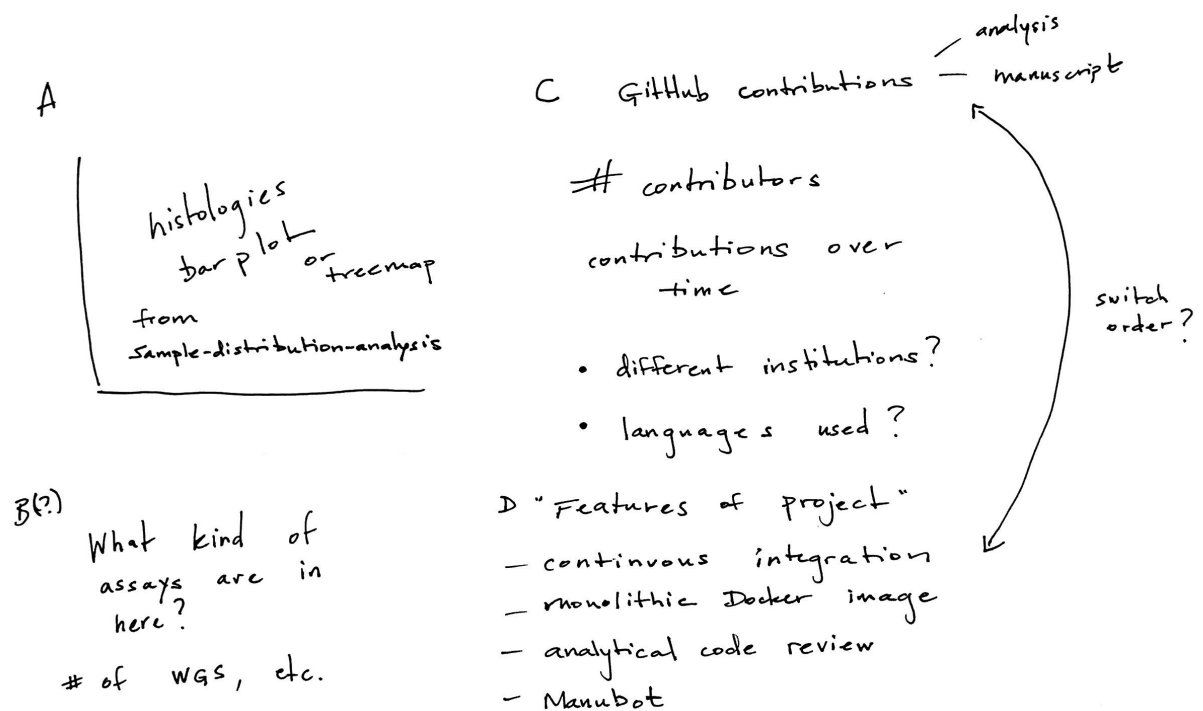 A
histologies
bar plot
or
treemap
from
sample-distribution-analysis
B(?)
What kind of
assays are in
here?
# of WGS, etc.
C GitHub contributions
— analysis
— manuscript
# contributors
contributions over
time
• different institutions?
• languages used?
switch
order?
D "Features of project"
— continuous integration
— monolithic Docker image
— analytical code review
— Manubot